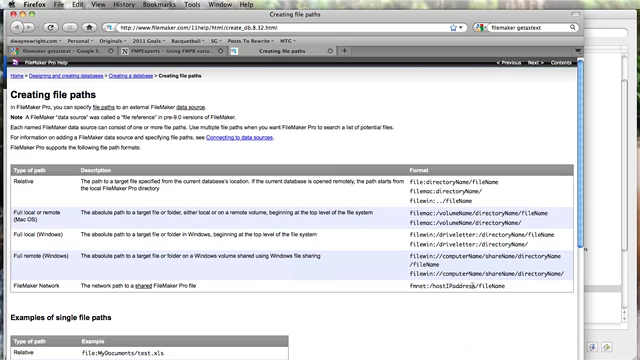 Firefox File Edit View History Bookmarks Tools Window Help
Creating file paths
http://www.filemaker.com/11help/html/create_db.8.32.html
filemaker getastext
dwaynewright.com Personal 2011 Goals Racquetball SG Posts To Rewrite MTG
filemaker getastext - Google S...
FMPExperts - Using FMP8 varia...
Creating file paths
FileMaker Pro Help
Previous Next Contents
Home > Designing and creating databases > Creating a database > Creating file paths
Creating file paths
In FileMaker Pro, you can specify file paths to an external FileMaker data source.
Note A FileMaker "data source" was called a "file reference" in pre-9.0 versions of FileMaker.
Each named FileMaker data source can consist of one or more file paths. Use multiple file paths when you want FileMaker Pro to search a list of potential files.
For information on adding a FileMaker data source and specifying file paths, see Connecting to data sources.
FileMaker Pro supports the following file path formats:
Type of path Description Format
Relative The path to a target file specified from the current database's location. If the current database is opened remotely, the path starts from the local FileMaker Pro directory
file:directoryName/fileName
filemac:directoryName/
filewin:../fileName
Full local or remote (Mac OS) The absolute path to a target file or folder, either local or on a remote volume, beginning at the top level of the file system
filemac:/volumeName/directoryName/fileName
filemac:/volumeName/directoryName/
Full local (Windows) The absolute path to a target file or folder in Windows, beginning at the top level of the file system
filewin:/driveletter:/directoryName/fileName
filewin:/driveletter:/directoryName/
Full remote (Windows) The absolute path to a target file or folder on a Windows volume shared using Windows file sharing
filewin://computerName/shareName/directoryName
/fileName
filewin://computerName/shareName/directoryName/
FileMaker Network The network path to a shared FileMaker Pro file
fmnet:/hostIPaddress/fileName
Examples of single file paths
Type of path Example
file:MyDocuments/test.xls